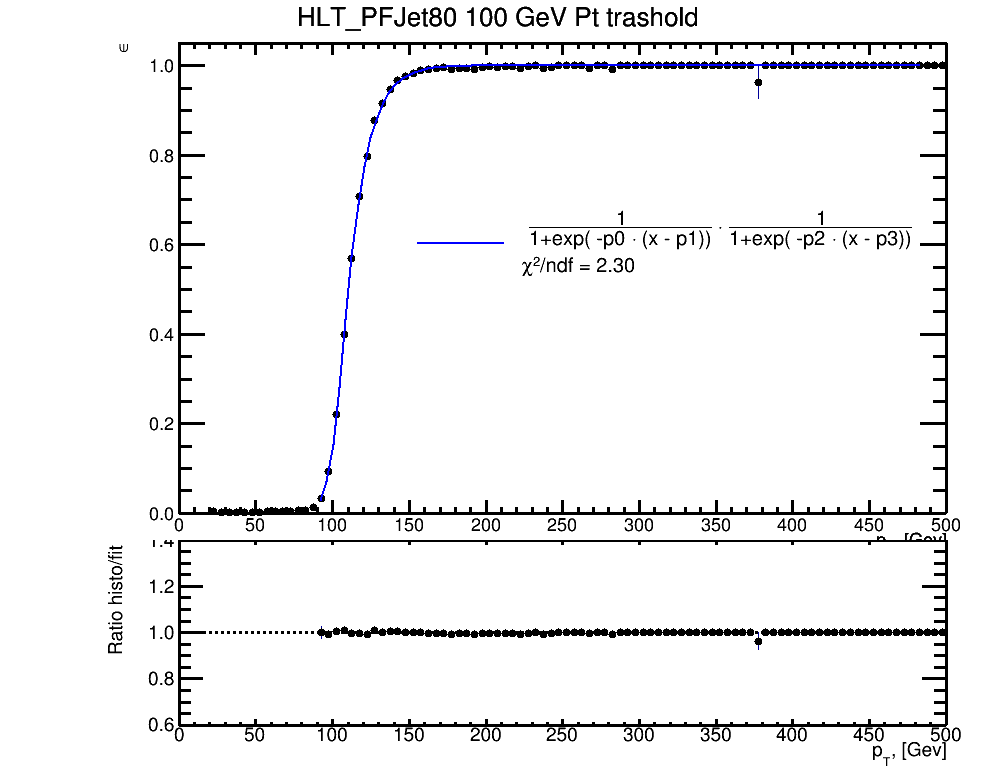 HLT_PFJet80 100 GeV Pt trashold
∈
1.0
0.8
0.6
0.4
0.2
0.0
1 1
1+exp( -p0 · (x - p1)) · 1+exp( -p2 · (x - p3))
χ²/ndf = 2.30
0 50 100 150 200 250 300 350 400 450 500
p , [Gev]
Ratio histo/fit
1.4
1.2
1.0
0.8
0.6
0 50 100 150 200 250 300 350 400 450 500
p_T, [Gev]